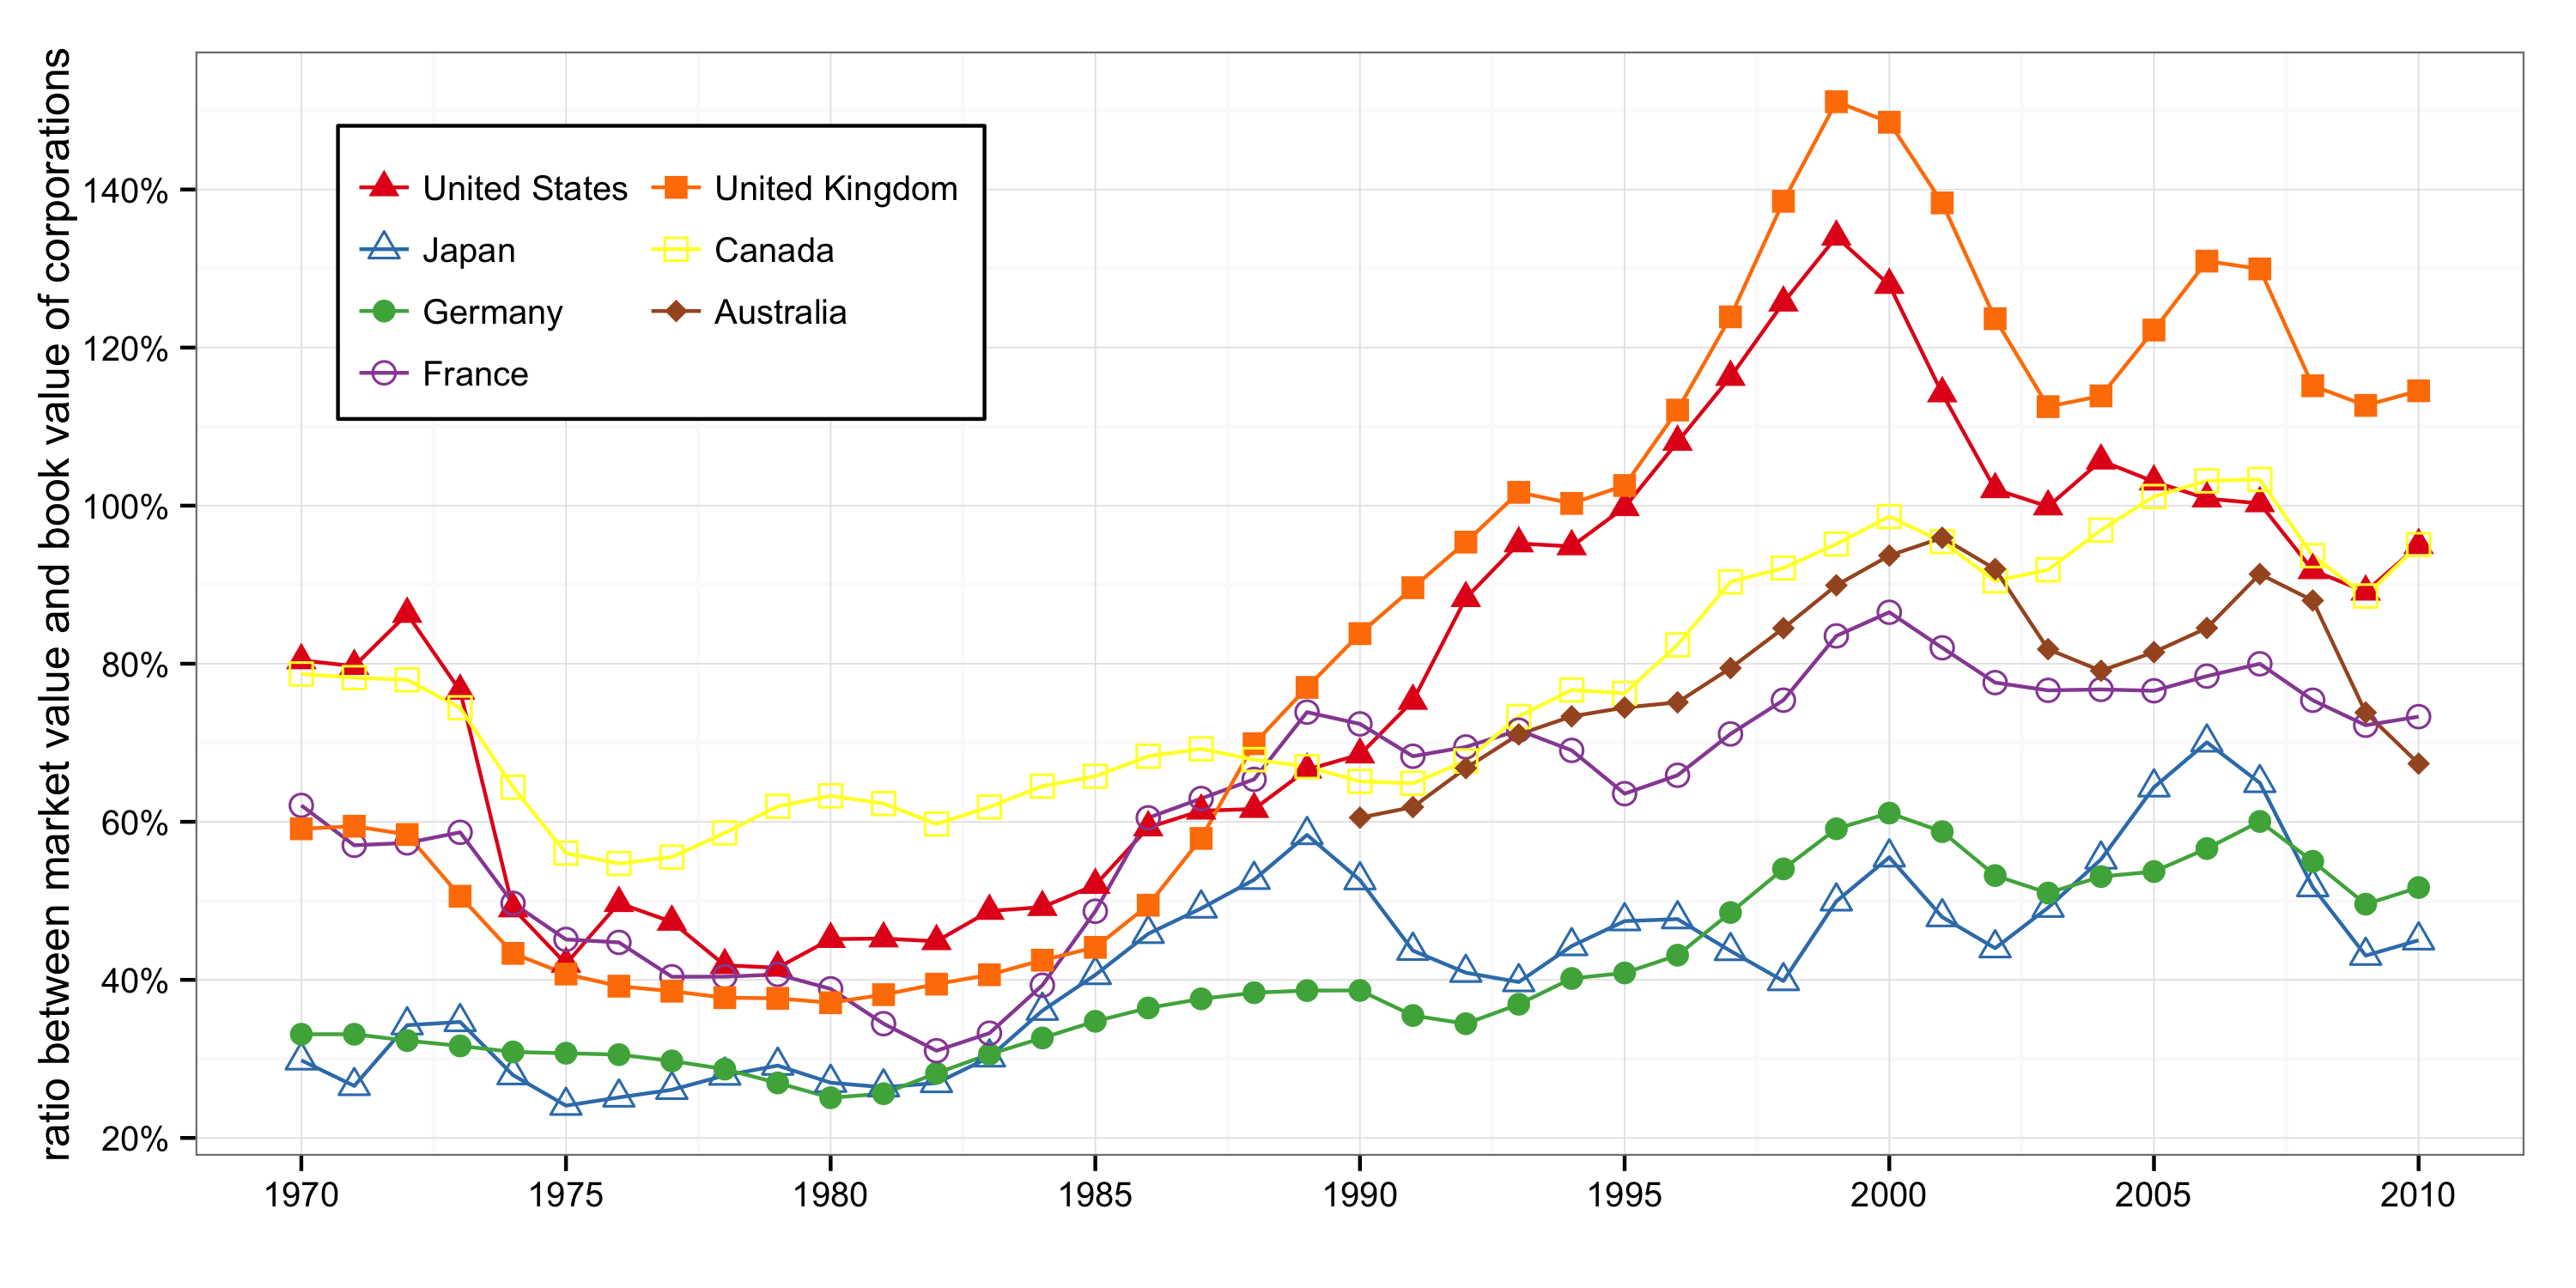 ratio between market value and book value of corporations
140%
120%
100%
80%
60%
40%
20%
United States
United Kingdom
Japan
Canada
Germany
Australia
France
1970 1975 1980 1985 1990 1995 2000 2005 2010